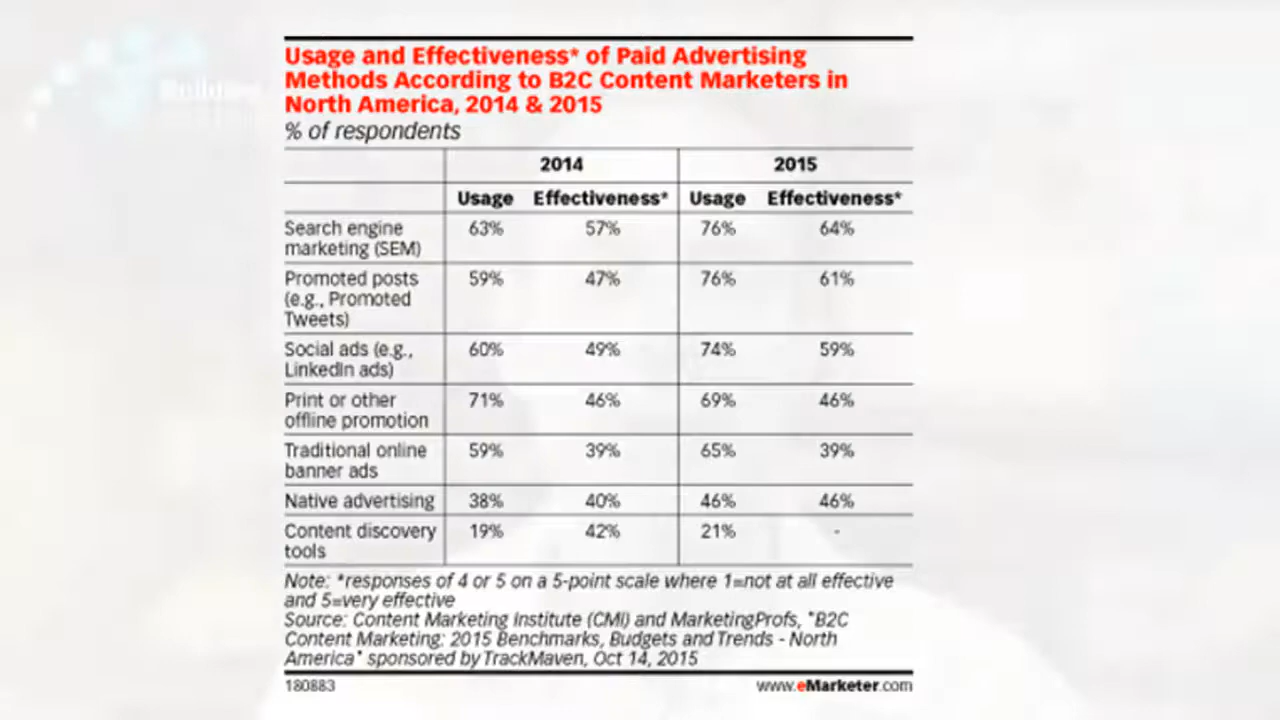 Usage and Effectiveness* of Paid Advertising
Methods According to B2C Content Marketers in
North America, 2014 & 2015
% of respondents
2014 2015
Usage Effectiveness* Usage Effectiveness*
Search engine
marketing (SEM) 63% 57% 76% 64%
Promoted posts
(e.g., Promoted
Tweets) 59% 47% 76% 61%
Social ads (e.g.,
LinkedIn ads) 60% 49% 74% 59%
Print or other
offline promotion 71% 46% 69% 46%
Traditional online
banner ads 59% 39% 65% 39%
Native advertising 38% 40% 46% 46%
Content discovery
tools 19% 42% 21% -
Note: *responses of 4 or 5 on a 5-point scale where 1=not at all effective
and 5=very effective
Source: Content Marketing Institute (CMI) and MarketingProfs, "B2C
Content Marketing: 2015 Benchmarks, Budgets and Trends - North
America" sponsored by TrackMaven, Oct 14, 2015
180883 www.eMarketer.com